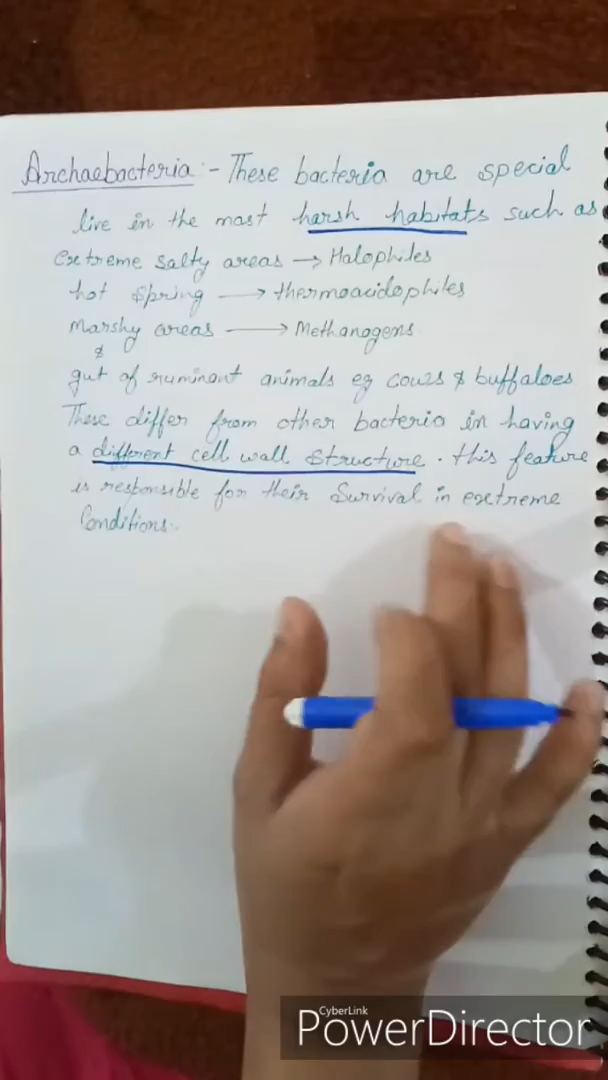 Archaebacteria :- These bacteria are special
live in the most harsh habitats such as
extreme salty areas → Halophiles
hot spring → thermoacidophiles
Marshy areas → Methanogens
&
gut of ruminant animals eg cows & buffaloes
These differ from other bacteria in having
a different cell wall structure. this feature
is responsible for their Survival in extreme
Conditions.
CyberLink
PowerDirector